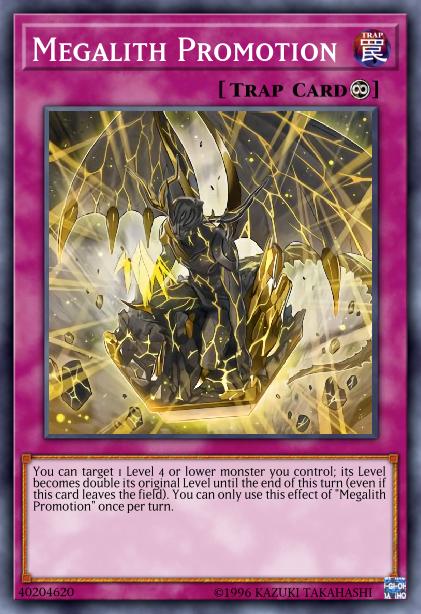 Megalith Promotion
TRAP
罠
[Trap Card]
You can target 1 Level 4 or lower monster you control; its Level
becomes double its original Level until the end of this turn (even if
this card leaves the field). You can only use this effect of "Megalith
Promotion" once per turn.
40204620
©1996 KAZUKI TAKAHASHI